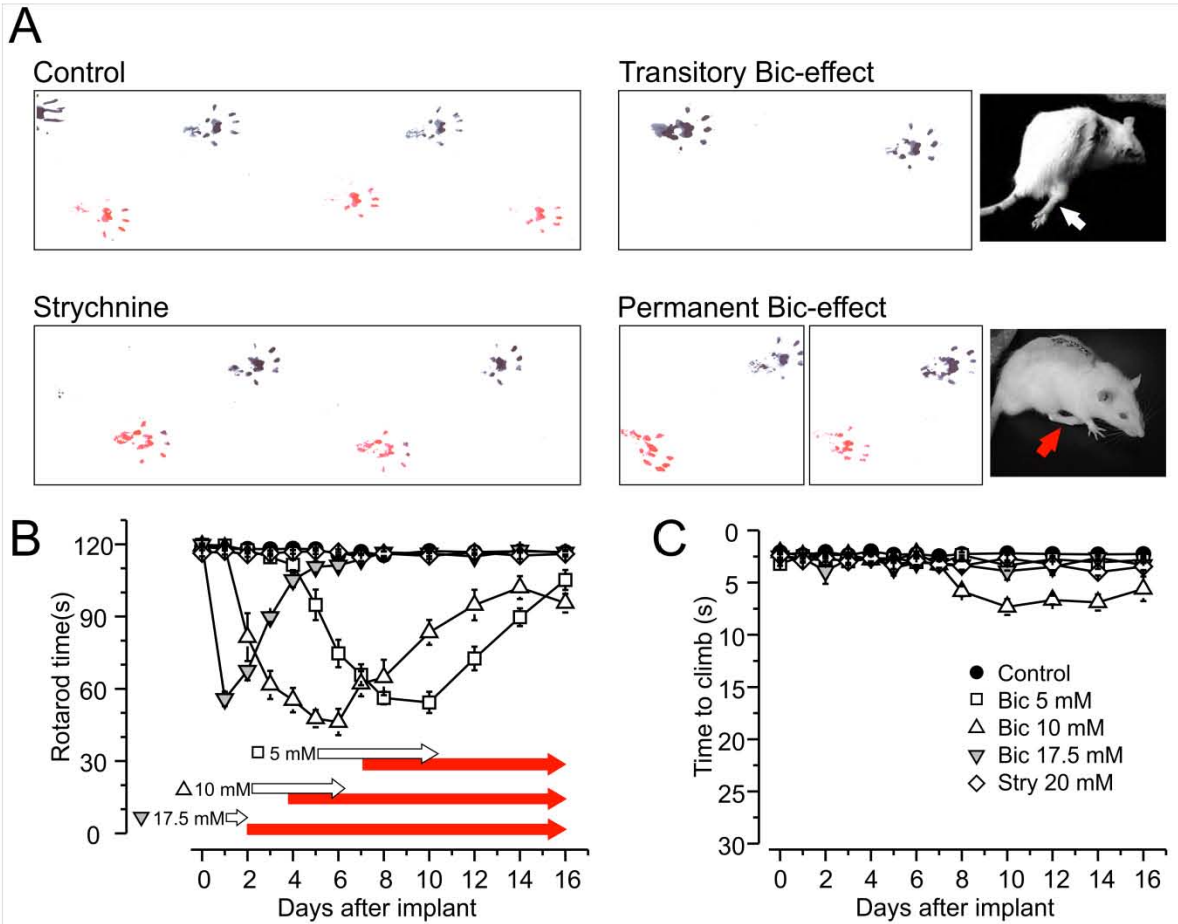 A
Control
Transitory Bic-effect
Strychnine
Permanent Bic-effect
B
Rotarod time(s)
120
90
60
30
0
5 mM
10 mM
17.5 mM
0 2 4 6 8 10 12 14 16
Days after implant
C
Time to climb (s)
0
5
10
15
20
25
30
Control
Bic 5 mM
Bic 10 mM
Bic 17.5 mM
Stry 20 mM
0 2 4 6 8 10 12 14 16
Days after implant